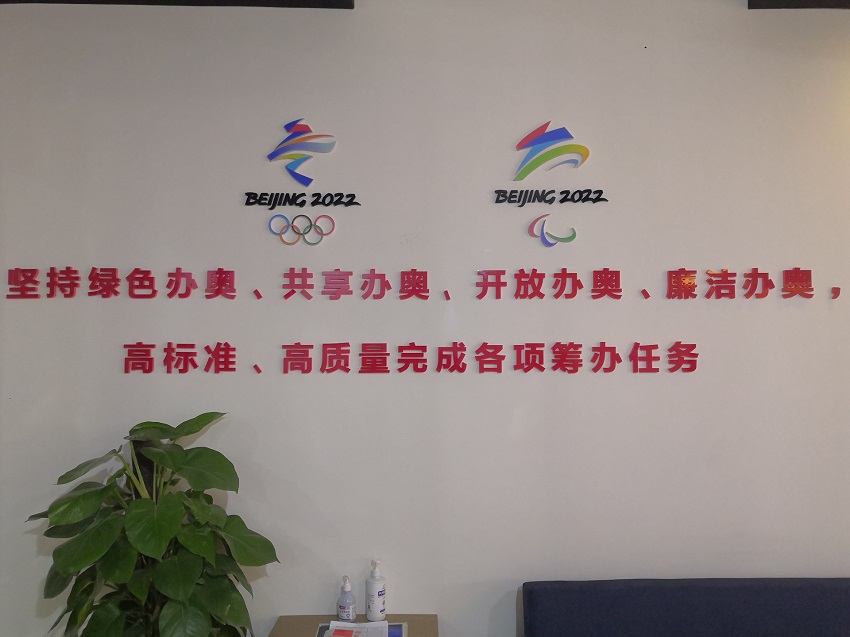 BEIJING 2022 BEIJING 2022
坚持绿色办奥、共享办奥、开放办奥、廉洁办奥，
高标准、高质量完成各项筹办任务